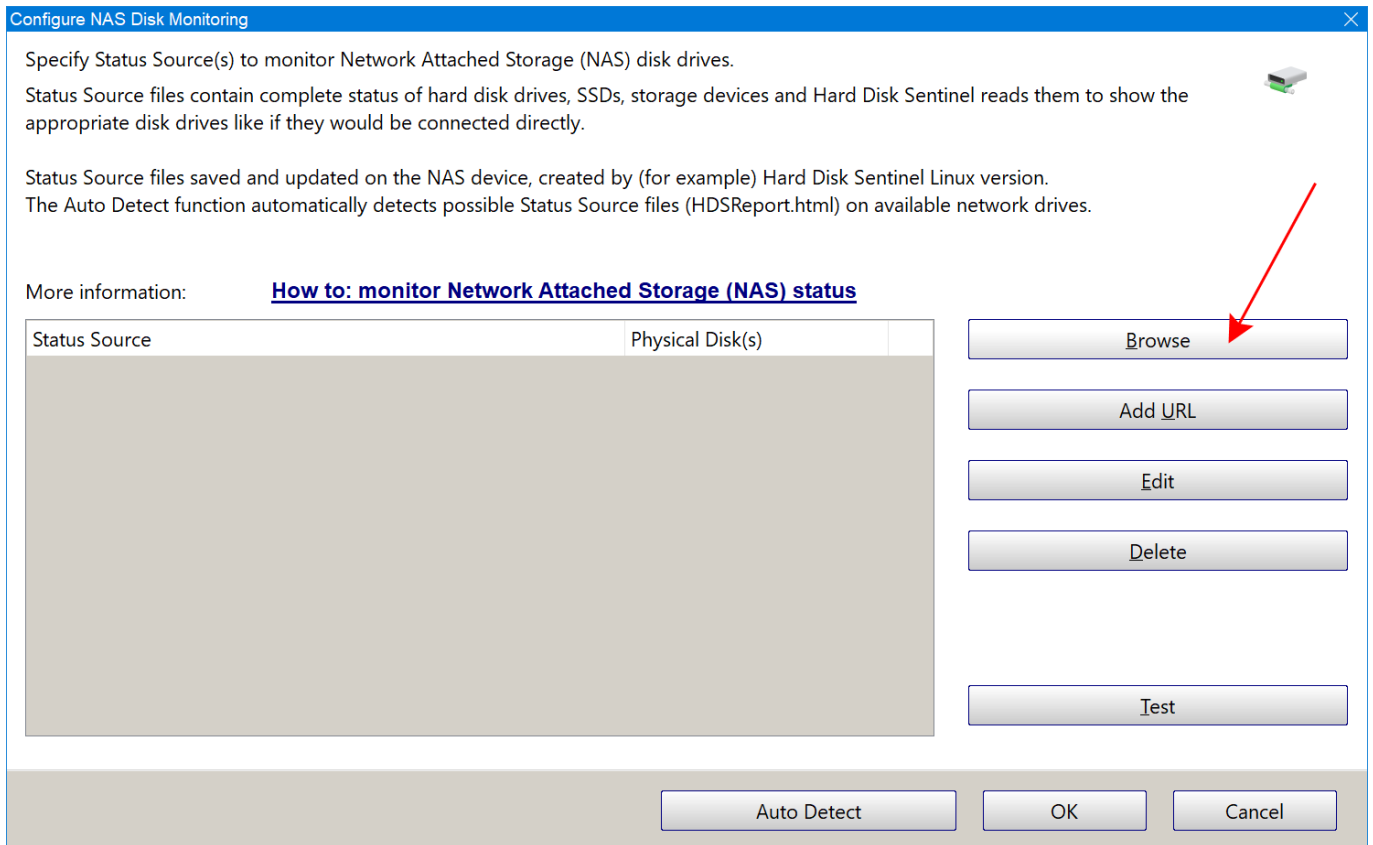 Configure NAS Disk Monitoring
Specify Status Source(s) to monitor Network Attached Storage (NAS) disk drives.
Status Source files contain complete status of hard disk drives, SSDs, storage devices and Hard Disk Sentinel reads them to show the
appropriate disk drives like if they would be connected directly.
Status Source files saved and updated on the NAS device, created by (for example) Hard Disk Sentinel Linux version.
The Auto Detect function automatically detects possible Status Source files (HDSReport.html) on available network drives.
More information: How to: monitor Network Attached Storage (NAS) status
Status Source Physical Disk(s)
Browse
Add URL
Edit
Delete
Test
Auto Detect OK Cancel